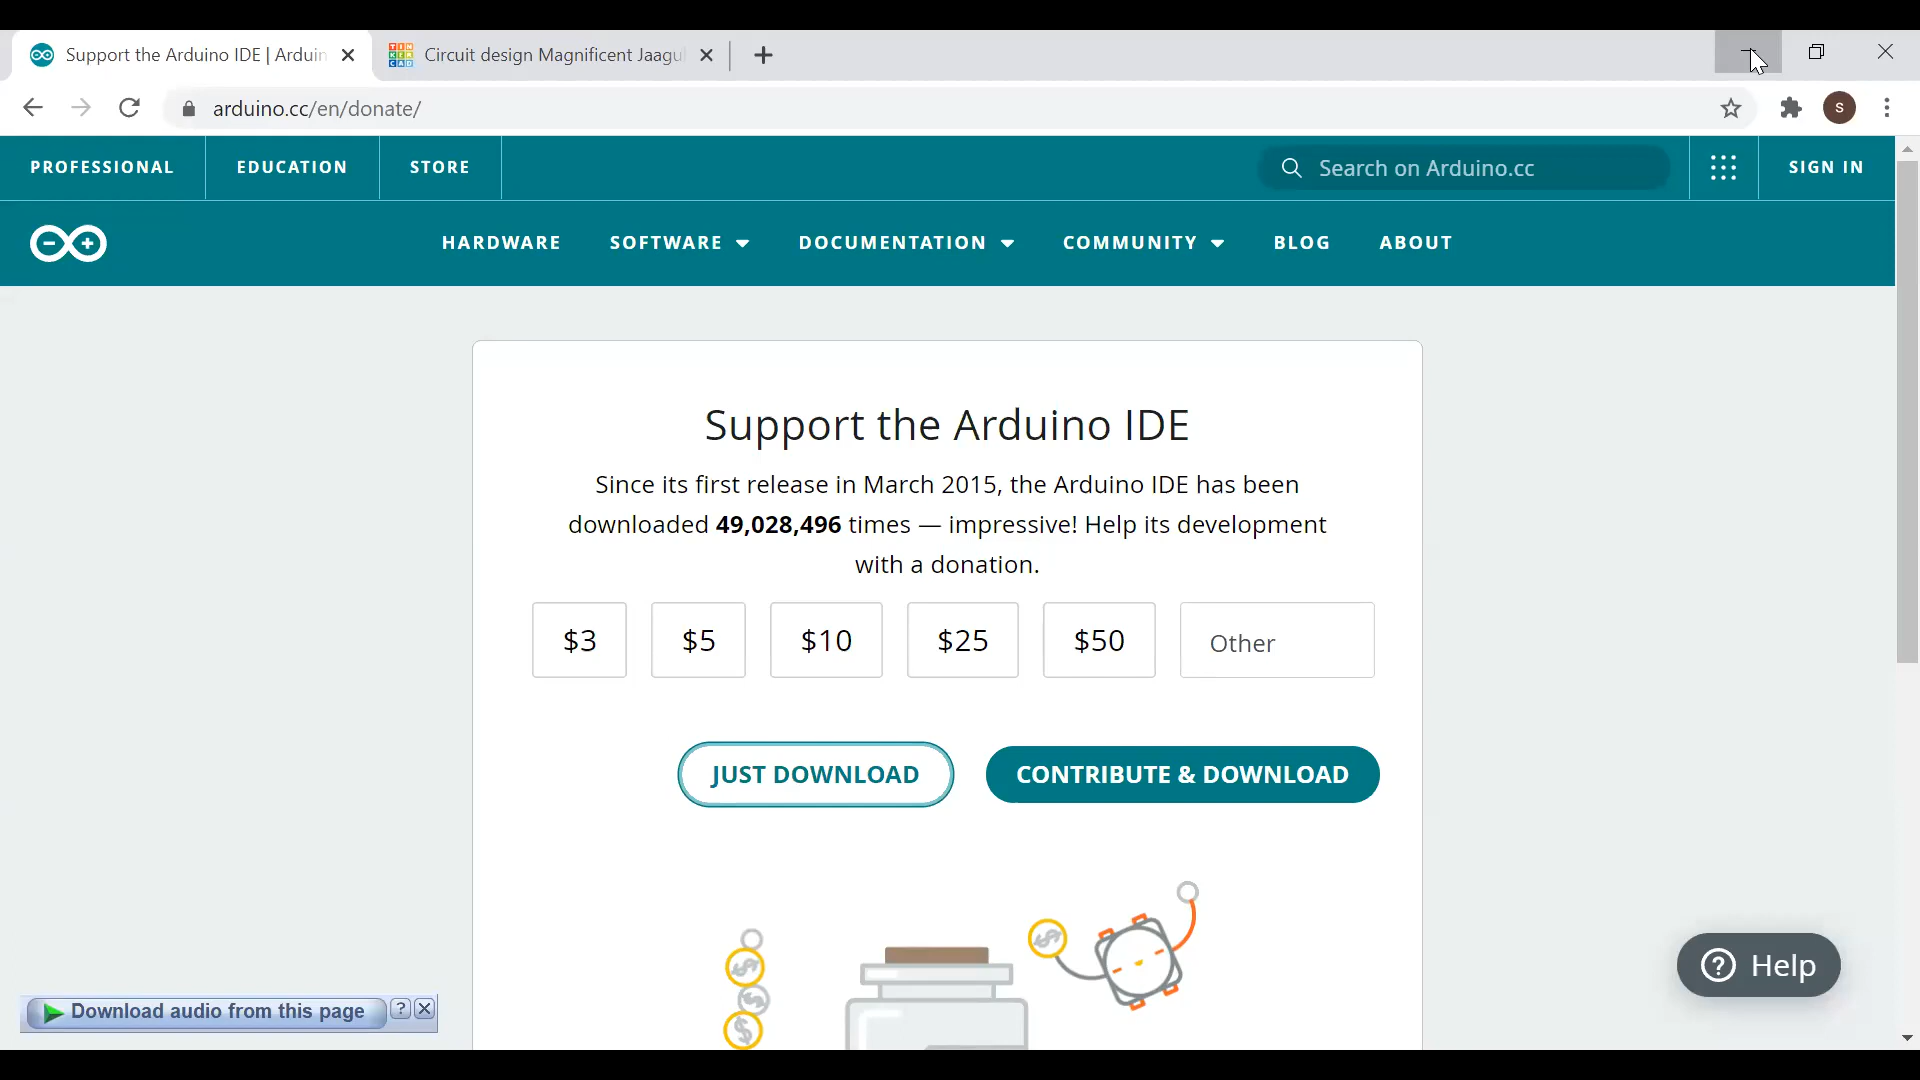 Support the Arduino IDE | Arduin
Circuit design Magnificent Jaagu
arduino.cc/en/donate/
S
PROFESSIONAL
EDUCATION
STORE
Search on Arduino.cc
SIGN IN
HARDWARE
SOFTWARE
DOCUMENTATION
COMMUNITY
BLOG
ABOUT
Support the Arduino IDE
Since its first release in March 2015, the Arduino IDE has been
downloaded 49,028,496 times — impressive! Help its development
with a donation.
$3
$5
$10
$25
$50
Other
JUST DOWNLOAD
CONTRIBUTE & DOWNLOAD
? Help
Download audio from this page ?